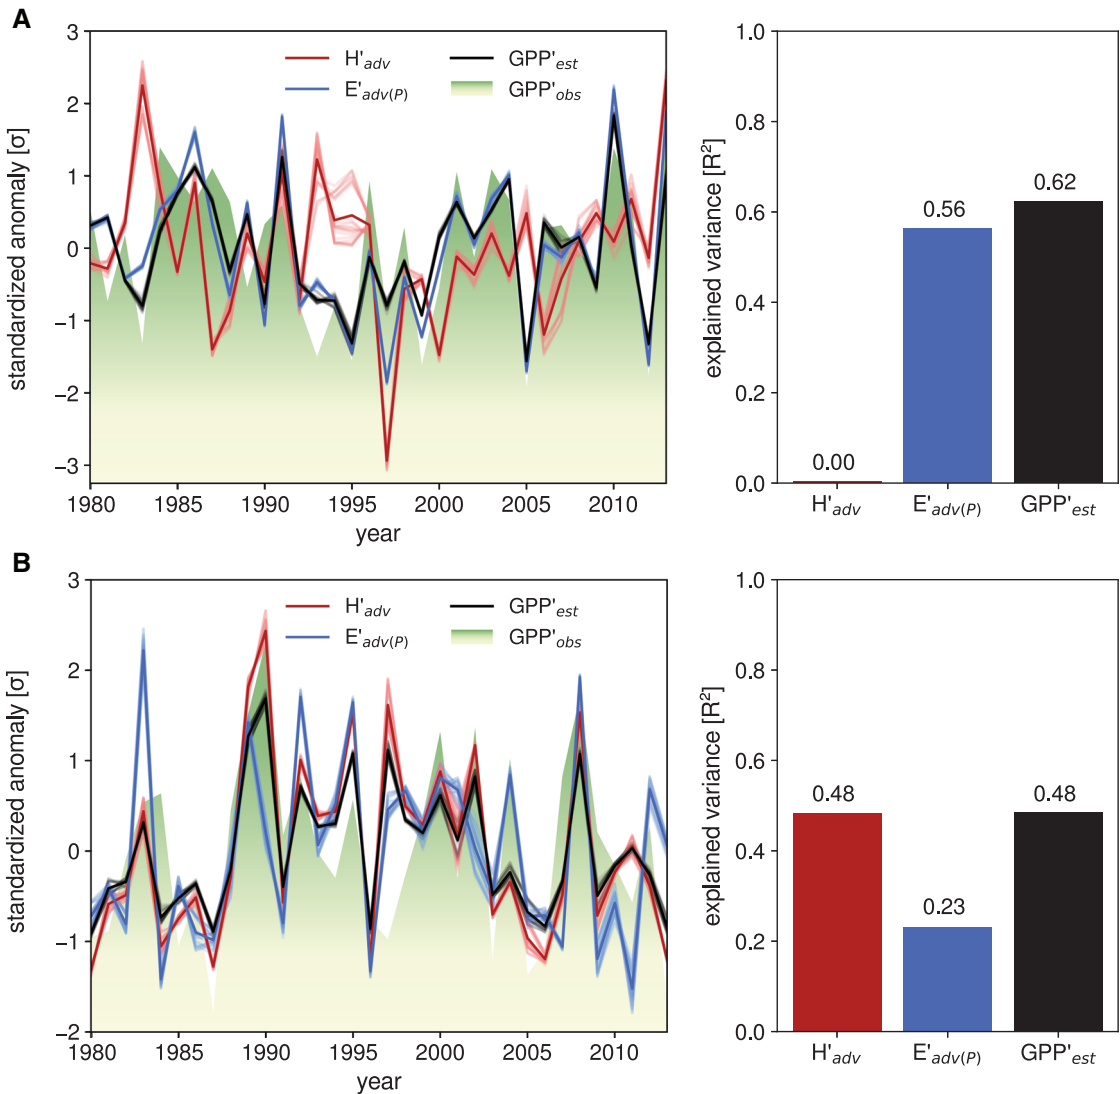 A
standardized anomaly [σ]
3
2
1
0
−1
−2
−3
H'adv
E'adv(P)
GPP'est
GPP'obs
1980
1985
1990
1995
2000
2005
2010
year
explained variance [R²]
1.0
0.8
0.6
0.4
0.2
0.0
0.00
0.56
0.62
H'adv
E'adv(P)
GPP'est
B
standardized anomaly [σ]
3
2
1
0
−1
−2
H'adv
E'adv(P)
GPP'est
GPP'obs
1980
1985
1990
1995
2000
2005
2010
year
explained variance [R²]
1.0
0.8
0.6
0.4
0.2
0.0
0.48
0.23
0.48
H'adv
E'adv(P)
GPP'est